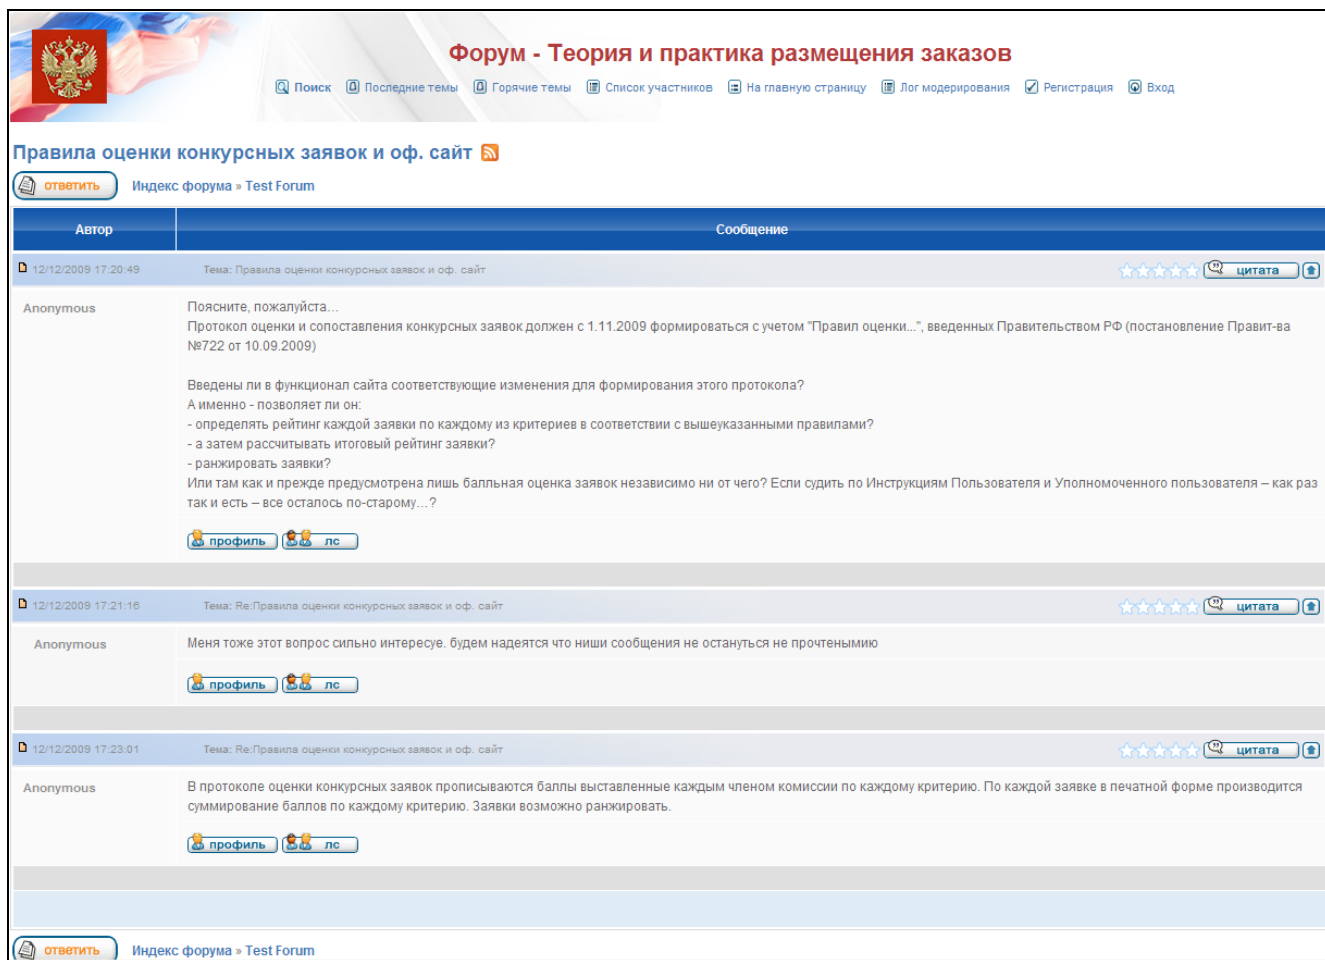 Форум - Теория и практика размещения заказов
Поиск Последние темы Горячие темы Список участников На главную страницу Лог модерирования Регистрация Вход
Правила оценки конкурсных заявок и оф. сайт
ответить Индекс форума » Test Forum
Автор Сообщение
12/12/2009 17:20:49 Тема: Правила оценки конкурсных заявок и оф. сайт цитата
Anonymous Поясните, пожалуйста...
Протокол оценки и сопоставления конкурсных заявок должен с 1.11.2009 формироваться с учетом "Правил оценки...", введенных Правительством РФ (постановление Правит-ва
№722 от 10.09.2009)
Введены ли в функционал сайта соответствующие изменения для формирования этого протокола?
А именно - позволяет ли он:
- определять рейтинг каждой заявки по каждому из критериев в соответствии с вышеуказанными правилами?
- а затем рассчитывать итоговый рейтинг заявки?
- ранжировать заявки?
Или там как и прежде предусмотрена лишь балльная оценка заявок независимо ни от чего? Если судить по Инструкциям Пользователя и Уполномоченного пользователя – как раз
так и есть – все осталось по-старому...?
профиль лс
12/12/2009 17:21:16 Тема: Re:Правила оценки конкурсных заявок и оф. сайт цитата
Anonymous Меня тоже этот вопрос сильно интересуе. будем надеятся что ниши сообщения не остануться не прочтенымию
профиль лс
12/12/2009 17:23:01 Тема: Re:Правила оценки конкурсных заявок и оф. сайт цитата
Anonymous В протоколе оценки конкурсных заявок прописываются баллы выставленные каждым членом комиссии по каждому критерию. По каждой заявке в печатной форме производится
суммирование баллов по каждому критерию. Заявки возможно ранжировать.
профиль лс
ответить Индекс форума » Test Forum